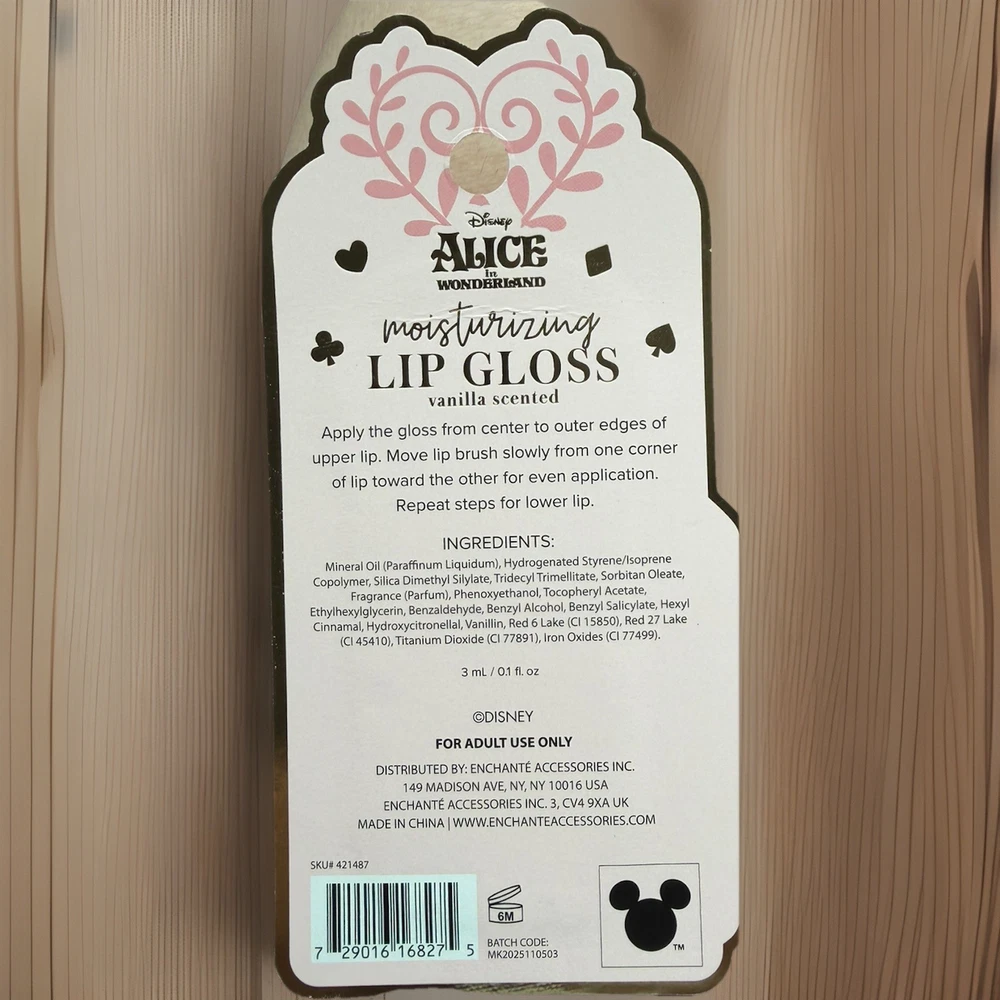 Disney
ALICE
in
WONDERLAND
moisturizing
LIP GLOSS
vanilla scented
Apply the gloss from center to outer edges of
upper lip. Move lip brush slowly from one corner
of lip toward the other for even application.
Repeat steps for lower lip.
INGREDIENTS:
Mineral Oil (Paraffinum Liquidum), Hydrogenated Styrene/Isoprene
Copolymer, Silica Dimethyl Silylate, Tridecyl Trimellitate, Sorbitan Oleate,
Fragrance (Parfum), Phenoxyethanol, Tocopheryl Acetate,
Ethylhexylglycerin, Benzaldehyde, Benzyl Alcohol, Benzyl Salicylate, Hexyl
Cinnamal, Hydroxycitronellal, Vanillin, Red 6 Lake (CI 15850), Red 27 Lake
(CI 45410), Titanium Dioxide (CI 77891), Iron Oxides (CI 77499).
3 mL / 0.1 fl. oz
©DISNEY
FOR ADULT USE ONLY
DISTRIBUTED BY: ENCHANTÉ ACCESSORIES INC.
149 MADISON AVE, NY, NY 10016 USA
ENCHANTÉ ACCESSORIES INC. 3, CV4 9XA UK
MADE IN CHINA | WWW.ENCHANTEACCESSORIES.COM
SKU# 421487
7 29016 16827 5
6M
BATCH CODE:
MK2025110503
TM